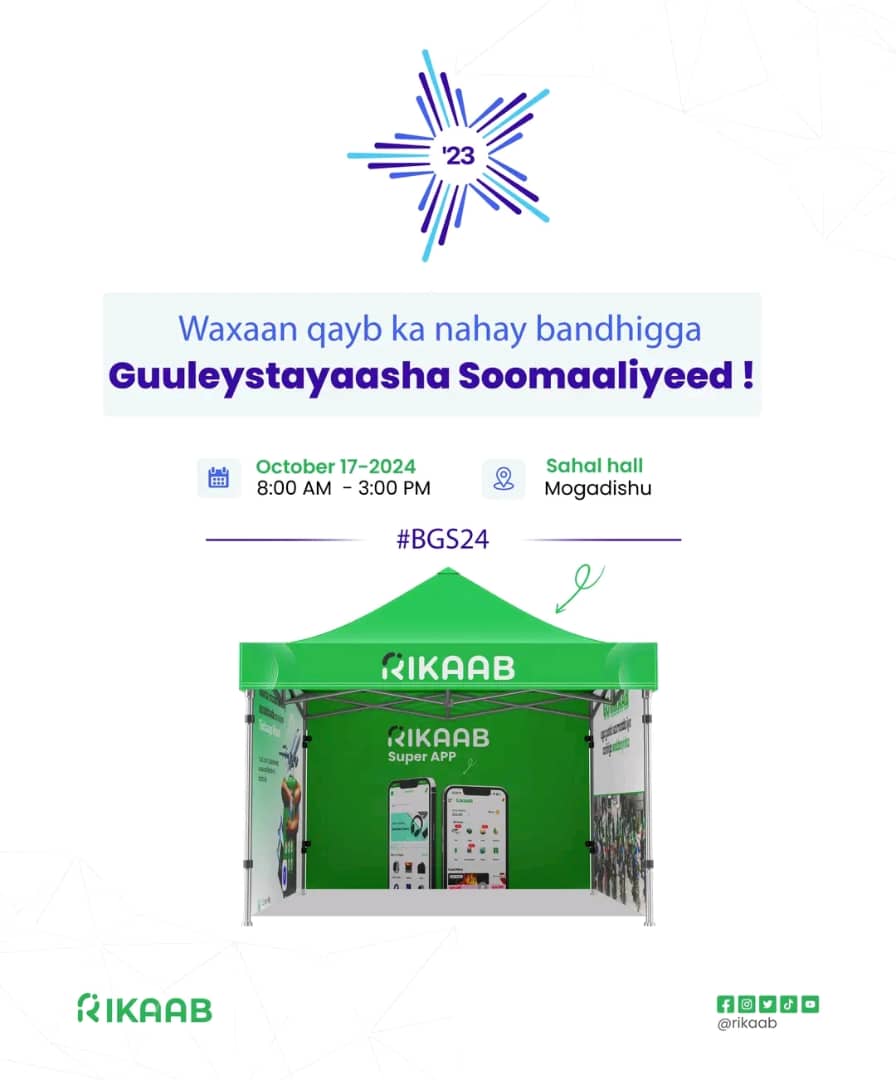 '23
Waxaan qayb ka nahay bandhigga
Guuleystayaasha Soomaaliyeed !
October 17-2024
8:00 AM - 3:00 PM
Sahal hall
Mogadishu
#BGS24
RIKAAB
RIKAAB
Super APP
RIKAAB
@rikaab